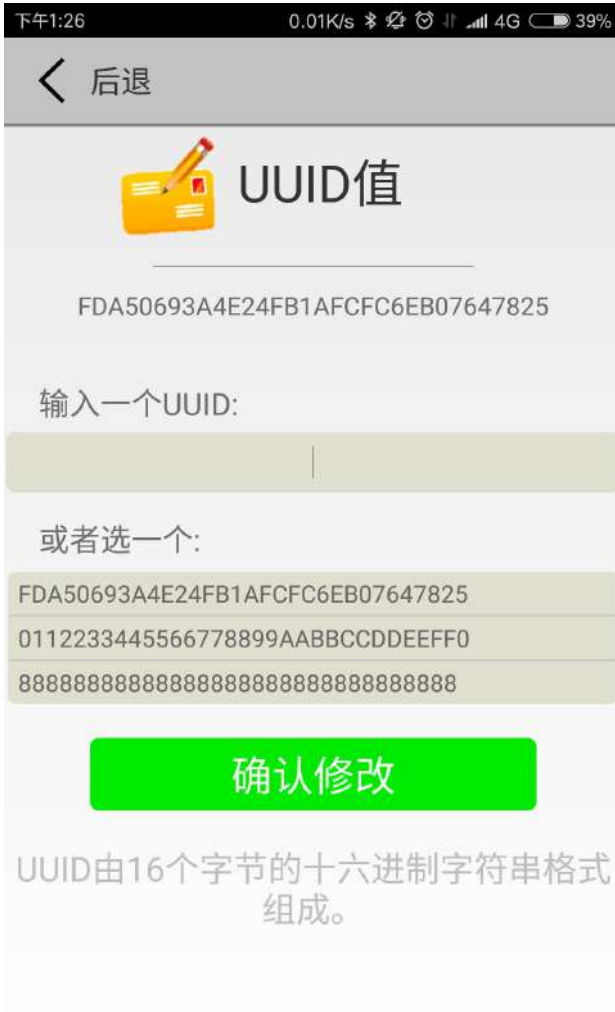 下午1:26 0.01K/s 4G 39%
后退
UUID值
FDA50693A4E24FB1AFCFC6EB07647825
输入一个UUID:
或者选一个:
FDA50693A4E24FB1AFCFC6EB07647825
0112233445566778899AABBCCDDEEFF0
88888888888888888888888888888888
确认修改
UUID由16个字节的十六进制字符串格式
组成。